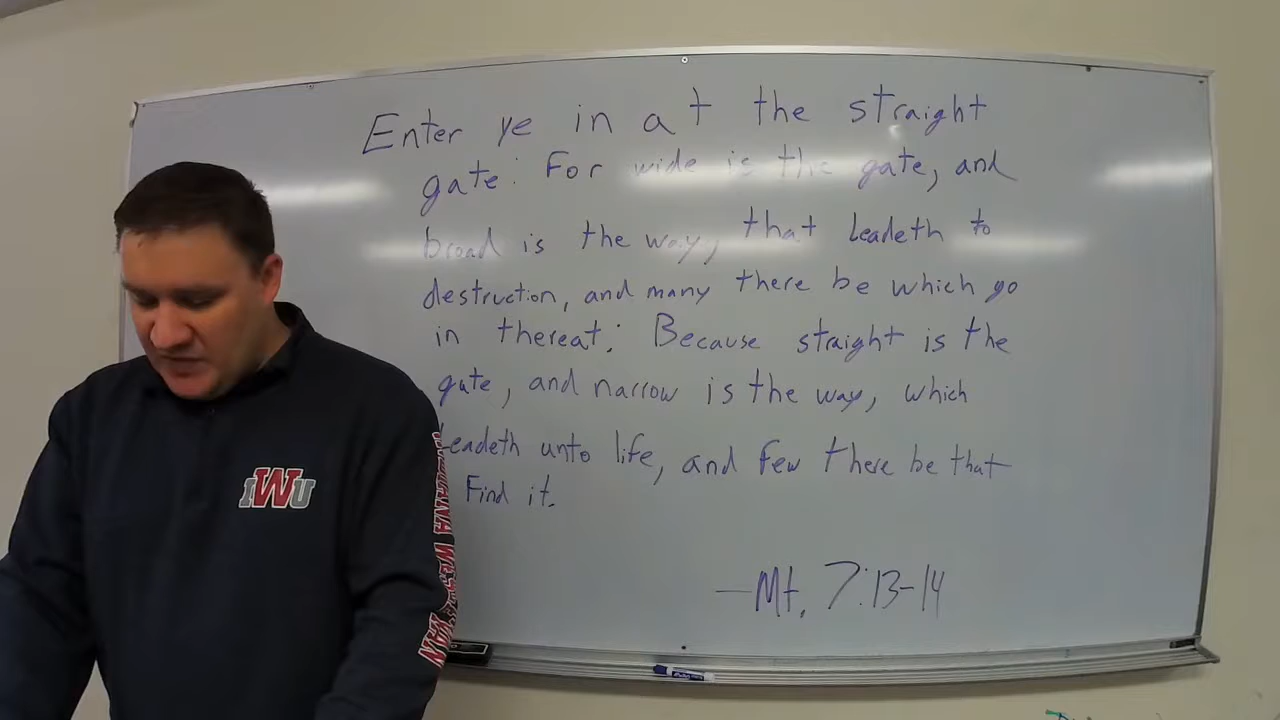 Enter ye in at the straight
gate: For wide is the gate, and
broad is the way, that leadeth to
destruction, and many there be which go
in thereat: Because straight is the
gate, and narrow is the way, which
leadeth unto life, and few there be that
Find it.
—Mt. 7:13-14
IWU
INDIANA WESLEYAN